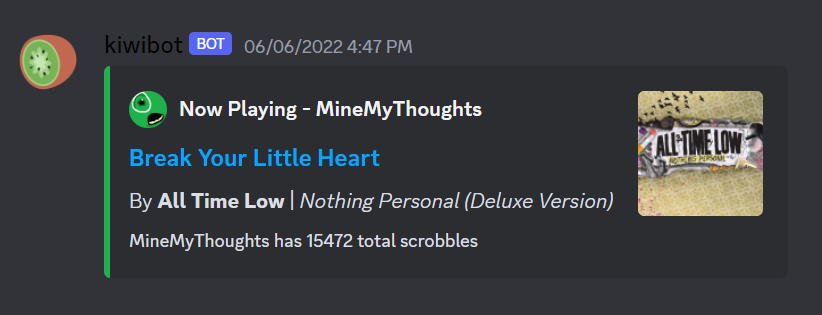 kiwibot BOT 06/06/2022 4:47 PM
Now Playing - MineMyThoughts
Break Your Little Heart
By All Time Low | Nothing Personal (Deluxe Version)
MineMyThoughts has 15472 total scrobbles
ALL TIME LOW
NOTHING PERSONAL